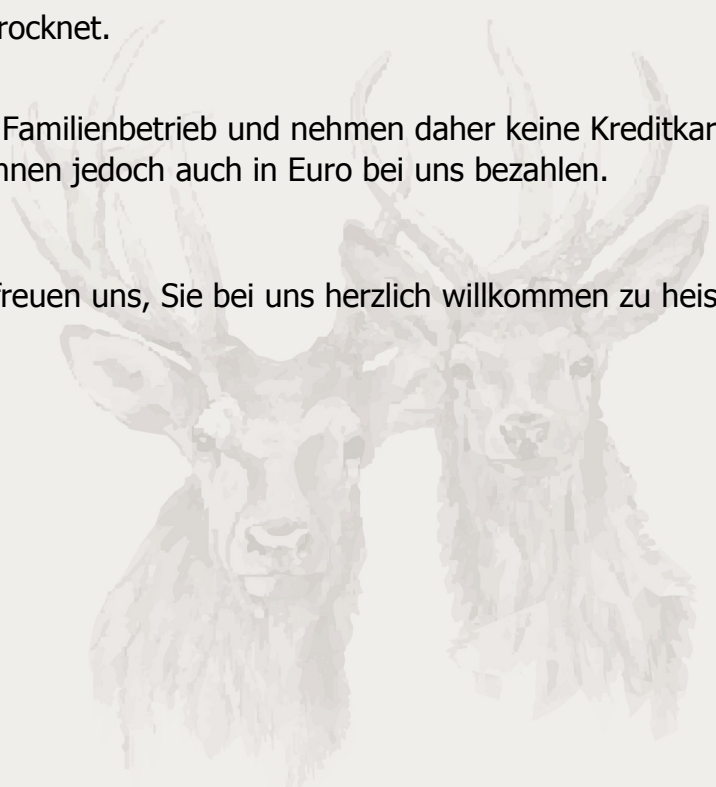 rocknet.
Familienbetrieb und nehmen daher keine Kreditkar
nnen jedoch auch in Euro bei uns bezahlen.
freuen uns, Sie bei uns herzlich willkommen zu heis